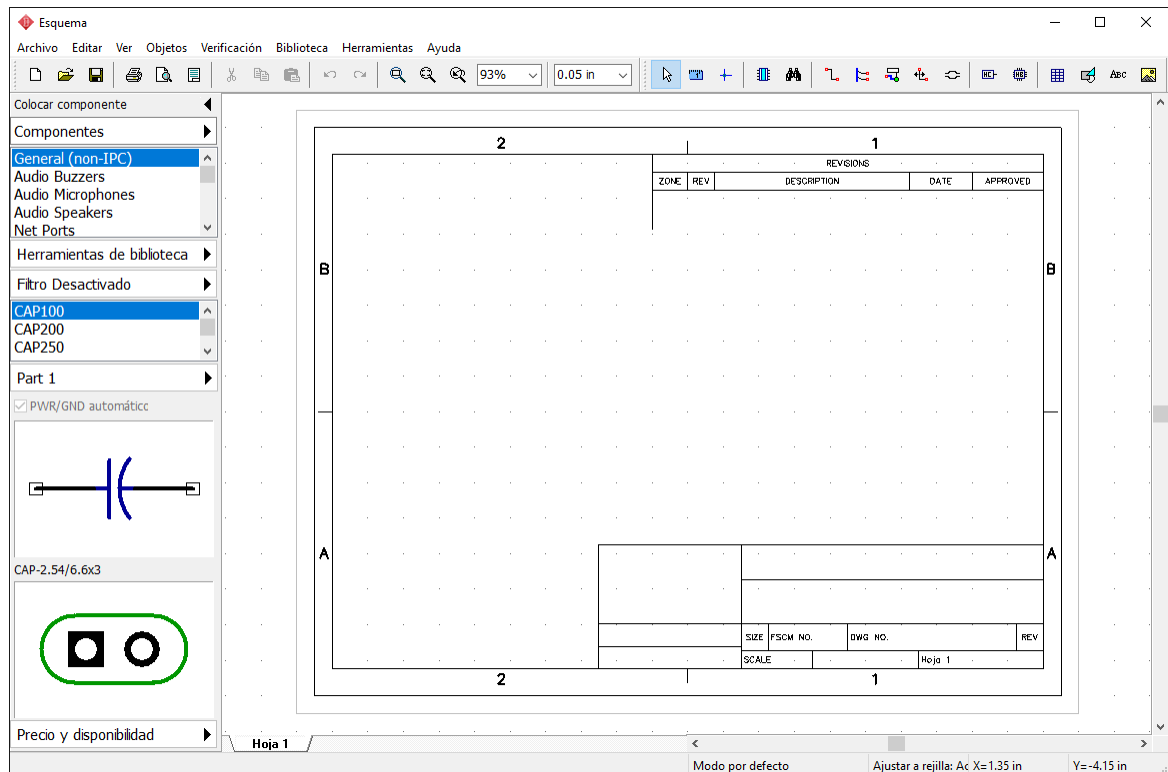 Esquema
Archivo Editar Ver Objetos Verificación Biblioteca Herramientas Ayuda
93% 0.05 in ABC
Colocar componente
Componentes
General (non-IPC)
Audio Buzzers
Audio Microphones
Audio Speakers
Net Ports
Herramientas de biblioteca
Filtro Desactivado
CAP100
CAP200
CAP250
Part 1
PWR/GND automático
CAP-2.54/6.6x3
Precio y disponibilidad
2 1
REVISIONS
ZONE REV DESCRIPTION DATE APPROVED
B B
A A
SIZE FSCM NO. DWG NO. REV
SCALE Hoja 1
2 1
Hoja 1
Modo por defecto Ajustar a rejilla: Ac X=1.35 in Y=-4.15 in